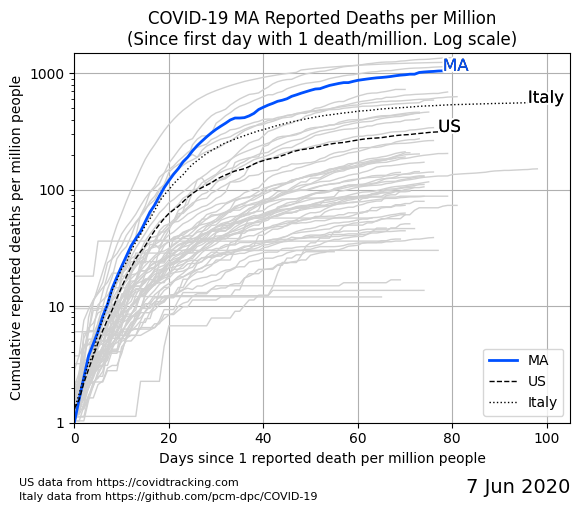 COVID-19 MA Reported Deaths per Million
(Since first day with 1 death/million. Log scale)
Cumulative reported deaths per million people
1000
100
10
1
MA
Italy
US
MA
US
Italy
0 20 40 60 80 100
Days since 1 reported death per million people
US data from https://covidtracking.com
Italy data from https://github.com/pcm-dpc/COVID-19
7 Jun 2020